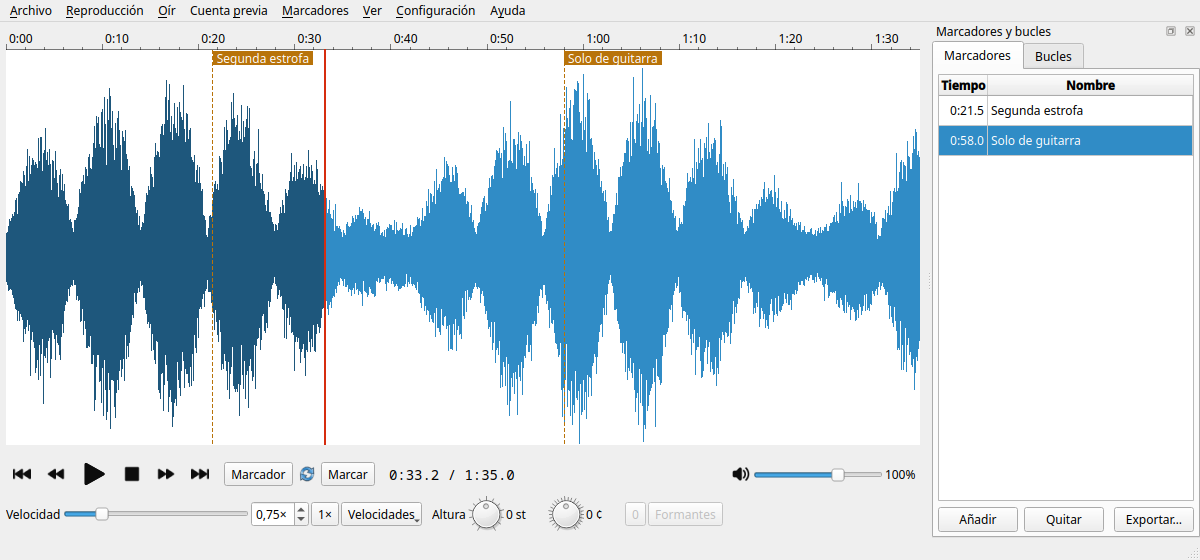 Archivo Reproducción Oír Cuenta previa Marcadores Ver Configuración Ayuda
0:00 0:10 0:20 0:30 0:40 0:50 1:00 1:10 1:20 1:30
Segunda estrofa Solo de guitarra
Marcadores y bucles
Marcadores Bucles
Tiempo Nombre
0:21.5 Segunda estrofa
0:58.0 Solo de guitarra
Añadir Quitar Exportar...
Marcador Marcar 0:33.2 / 1:35.0 100%
Velocidad 0,75× 1× Velocidades Altura 0 st 0 ¢ 0 Formantes